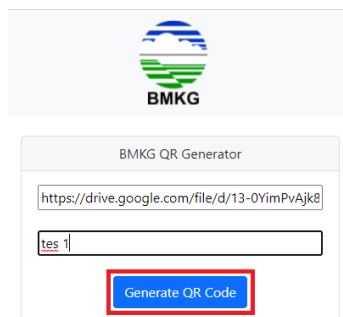 BMKG
BMKG QR Generator
https://drive.google.com/file/d/13-0YimPvAjk8
tes 1
Generate QR Code